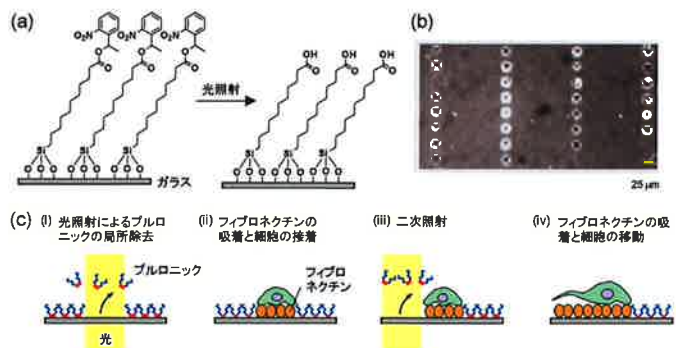 (a)
O₂N O₂N O₂N
O O O
O O O
光照射
OH OH OH
O O O
Si Si Si
O O O O O O O O O
ガラス
Si Si Si
O O O O O O O O O
(b)
25 μm
(c)
(i) 光照射によるプルロ
ニックの局所除去
プルロニック
光
(ii) フィブロネクチンの
吸着と細胞の接着
フィブロ
ネクチン
(iii) 二次照射
(iv) フィブロネクチンの吸
着と細胞の移動